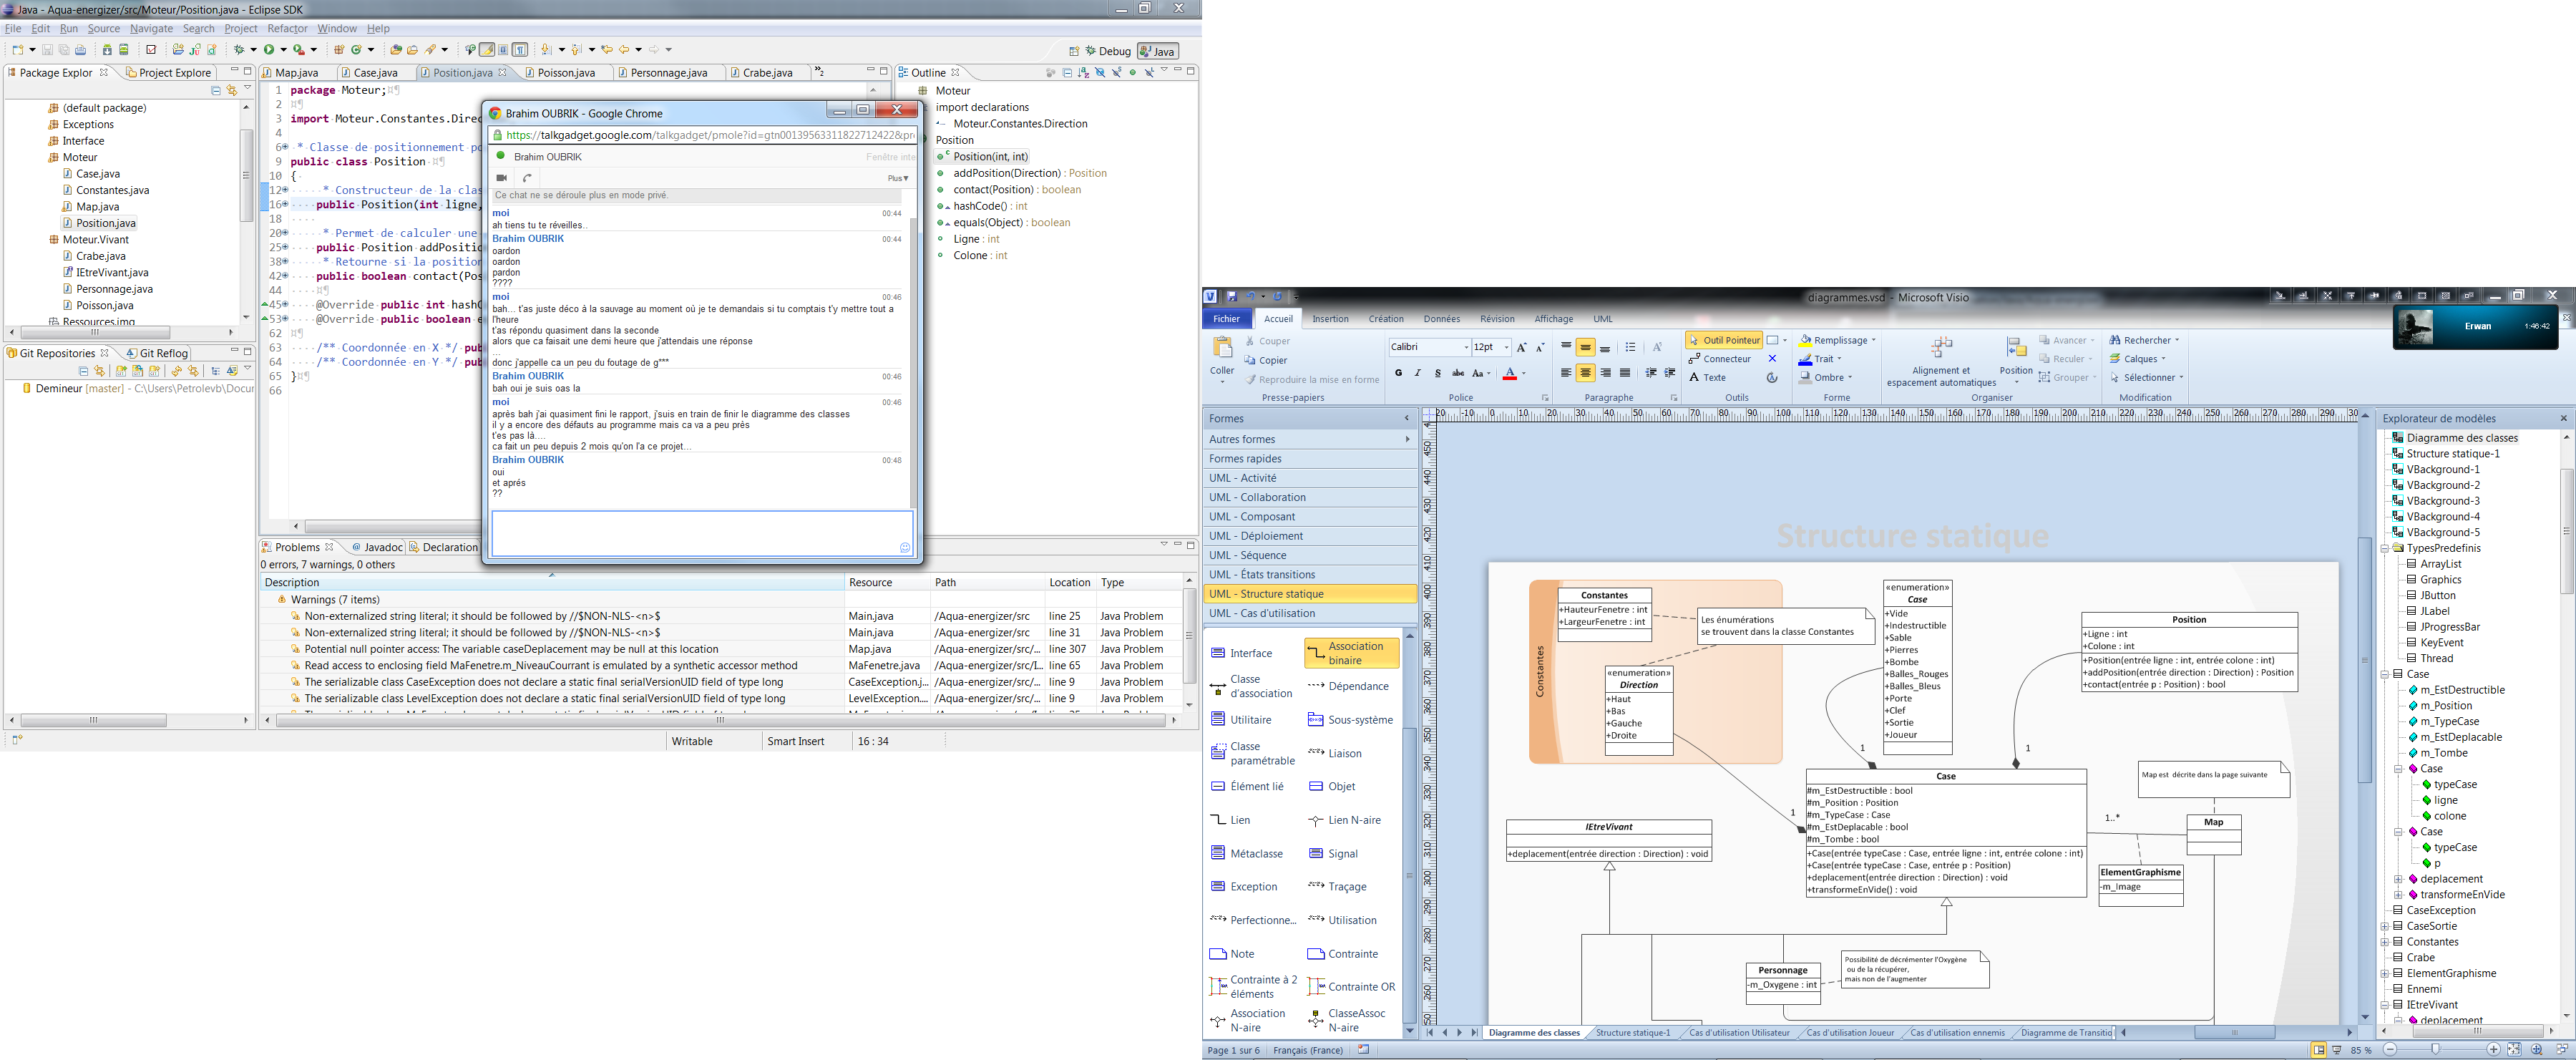 Java - Aqua-energizer/src/Moteur/Position.java - Eclipse SDK
File Edit Run Source Navigate Search Project Refactor Window Help
Debug Java
Package Explor Project Explore
(default package)
Exceptions
Interface
Moteur
Case.java
Constantes.java
Map.java
Position.java
Moteur.Vivant
Crabe.java
IEtreVivant.java
Personnage.java
Poisson.java
Ressources.img
Git Repositories Git Reflog
Demineur [master] - C:\Users\Petrolevb\Docur
Map.java Case.java Position.java Poisson.java Personnage.java Crabe.java »2
1 package Moteur;¤¶
2 ¤¶
3 import Moteur.Constantes.Direc
4
6 * Classe de positionnement po
9 public class Position ¤¶
10 {
12 * Constructeur de la clas
16 public Position(int ligne,
18
20 * Permet de calculer une
25 public Position addPositio
38 * Retourne si la position
42 public boolean contact(Pos
44 ¤¶
45 @Override public int hashC
53 @Override public boolean e
62 ¤¶
63 /** Coordonnée en X */ pub
64 /** Coordonnée en Y */ pub
65 }¤¶
66
Brahim OUBRIK - Google Chrome
https://talkgadget.google.com/talkgadget/pmole?id=gtn00139563311822712422&pr
Brahim OUBRIK Fenêtre inte
Plus▼
Ce chat ne se déroule plus en mode privé.
moi 00:44
ah tiens tu te réveilles..
Brahim OUBRIK 00:44
oardon
oardon
pardon
????
moi 00:46
bah... t'as juste déco à la sauvage au moment où je te demandais si tu comptais t'y mettre tout a
l'heure
t'as répondu quasiment dans la seconde
alors que ca faisait une demi heure que j'attendais une réponse
...
donc j'appelle ca un peu du foutage de g***
Brahim OUBRIK 00:46
bah oui je suis oas la
moi 00:46
après bah j'ai quasiment fini le rapport, j'suis en train de finir le diagramme des classes
il y a encore des défauts au programme mais ca va a peu près
t'es pas là....
ca fait un peu depuis 2 mois qu'on l'a ce projet...
Brahim OUBRIK 00:48
oui
et aprés
??
Outline
Moteur
import declarations
Moteur.Constantes.Direction
Position
Position(int, int)
addPosition(Direction) : Position
contact(Position) : boolean
hashCode() : int
equals(Object) : boolean
Ligne : int
Colone : int
Problems Javadoc Declaration
0 errors, 7 warnings, 0 others
Description Resource Path Location Type
Warnings (7 items)
Non-externalized string literal; it should be followed by //$NON-NLS-<n>$ Main.java /Aqua-energizer/src line 25 Java Problem
Non-externalized string literal; it should be followed by //$NON-NLS-<n>$ Main.java /Aqua-energizer/src line 31 Java Problem
Potential null pointer access: The variable caseDeplacement may be null at this location Map.java /Aqua-energizer/src/... line 307 Java Problem
Read access to enclosing field MaFenetre.m_NiveauCourrant is emulated by a synthetic accessor method MaFenetre.java /Aqua-energizer/src/I... line 65 Java Problem
The serializable class CaseException does not declare a static final serialVersionUID field of type long CaseException.j... /Aqua-energizer/src/... line 9 Java Problem
The serializable class LevelException does not declare a static final serialVersionUID field of type long LevelException.... /Aqua-energizer/src/... line 9 Java Problem
Writable Smart Insert 16 : 34
diagrammes.vsd - Microsoft Visio
Fichier Accueil Insertion Création Données Révision Affichage UML
Erwan 1:46:42
Coller
Couper
Copier
Reproduire la mise en forme
Presse-papiers
Calibri 12pt
G I S abc Aa A
Police
Paragraphe
Outil Pointeur
Connecteur
Texte
Outils
Remplissage
Trait
Ombre
Forme
Alignement et
espacement automatiques
Position
Avancer
Reculer
Grouper
Organiser
Rechercher
Calques
Sélectionner
Modification
Formes
Autres formes
Formes rapides
UML - Activité
UML - Collaboration
UML - Composant
UML - Déploiement
UML - Séquence
UML - États transitions
UML - Structure statique
UML - Cas d'utilisation
Interface
Association
binaire
Classe
d'association
Dépendance
Utilitaire
Sous-système
Classe
paramétrable
Liaison
Élément lié
Objet
Lien
Lien N-aire
Métaclasse
Signal
Exception
Traçage
Perfectionne...
Utilisation
Note
Contrainte
Contrainte à 2
éléments
Contrainte OR
Association
N-aire
ClasseAssoc
N-aire
Structure statique
Constantes
Constantes
+HauteurFenetre : int
+LargeurFenetre : int
Les énumérations
se trouvent dans la classe Constantes
«enumeration»
Direction
+Haut
+Bas
+Gauche
+Droite
«enumeration»
Case
+Vide
+Indestructible
+Sable
+Pierres
+Bombe
+Balles_Rouges
+Balles_Bleus
+Porte
+Clef
+Sortie
+Joueur
Position
+Ligne : int
+Colone : int
+Position(entrée ligne : int, entrée colone : int)
+addPosition(entrée direction : Direction) : Position
+contact(entrée p : Position) : bool
1
1
1
Case
#m_EstDestructible : bool
#m_Position : Position
#m_TypeCase : Case
#m_EstDeplacable : bool
#m_Tombe : bool
+Case(entrée typeCase : Case, entrée ligne : int, entrée colone : int)
+Case(entrée typeCase : Case, entrée p : Position)
+deplacement(entrée direction : Direction) : void
+transformeEnVide() : void
Map est décrite dans la page suivante
1..*
Map
ElementGraphisme
-m_Image
IEtreVivant
+deplacement(entrée direction : Direction) : void
Personnage
-m_Oxygene : int
Possibilité de décrémenter l'Oxygène
ou de la récupérer,
mais non de l'augmenter
Explorateur de modèles
Diagramme des classes
Structure statique-1
VBackground-1
VBackground-2
VBackground-3
VBackground-4
VBackground-5
TypesPredefinis
ArrayList
Graphics
JButton
JLabel
JProgressBar
KeyEvent
Thread
Case
m_EstDestructible
m_Position
m_TypeCase
m_EstDeplacable
m_Tombe
Case
typeCase
ligne
colone
Case
typeCase
p
deplacement
transformeEnVide
CaseException
CaseSortie
Constantes
Crabe
ElementGraphisme
Ennemi
IEtreVivant
deplacement
Diagramme des classes Structure statique-1 Cas d'utilisation Utilisateur Cas d'utilisation Joueur Cas d'utilisation ennemis Diagramme de Transitio
Page 1 sur 6 Français (France) 85 %